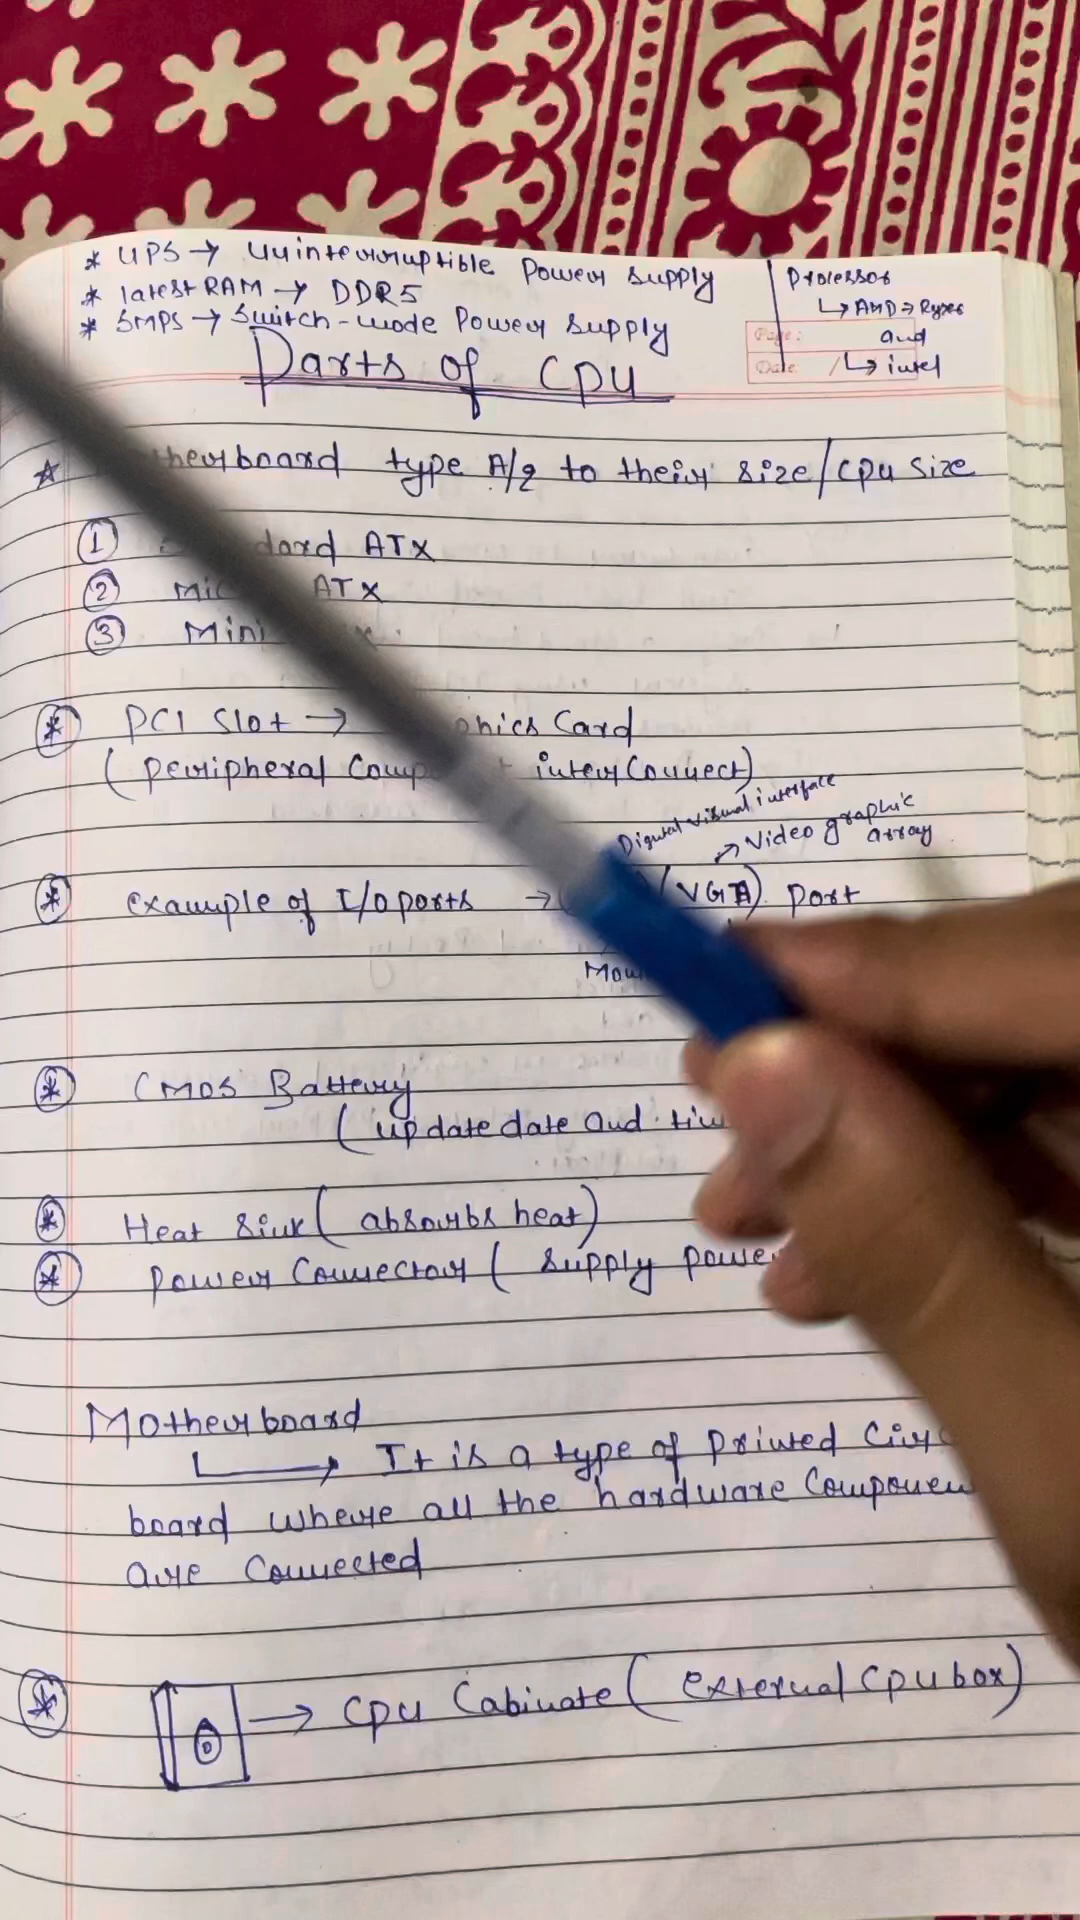 * UPS → Uninterruptible Power Supply
* latest RAM → DDR5
* SMPS → Switch-mode Power Supply
Processor
↳ AMD → Ryzen
and
↳ intel
Page:
Date:
Parts of CPU
* type A/g to their size/CPU size
① ATX
② ATX
③ Mini
* PCI Slot → Card
(Peripheral interconnect)
Digital visual interface
→ Video graphic
array
* example of I/O ports → VGA) Port
* CMOS Battery
(update date and
* Heat Sink (absorbs heat)
* Power Connector (Supply
Motherboard
↳ It is a type of printed
board where all the hardware
are connected
* → CPU Cabinate (external CPU box)